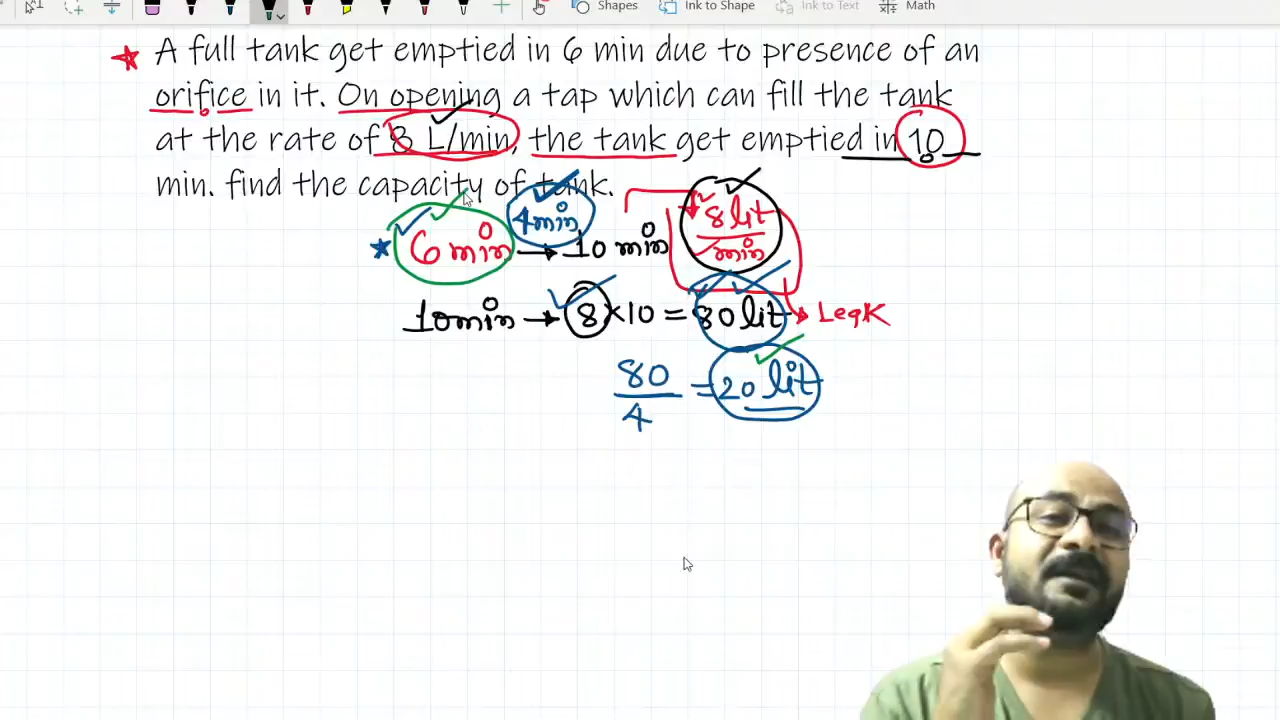 Shapes Ink to Shape Ink to Text Math
A full tank get emptied in 6 min due to presence of an
orifice in it. On opening a tap which can fill the tank
at the rate of 8 L/min, the tank get emptied in 10
min. find the capacity of tank.
6 min 4min → 10 min 8 lit/min
10min → 8 × 10 = 80 lit → Leak
80/4 = 20 lit